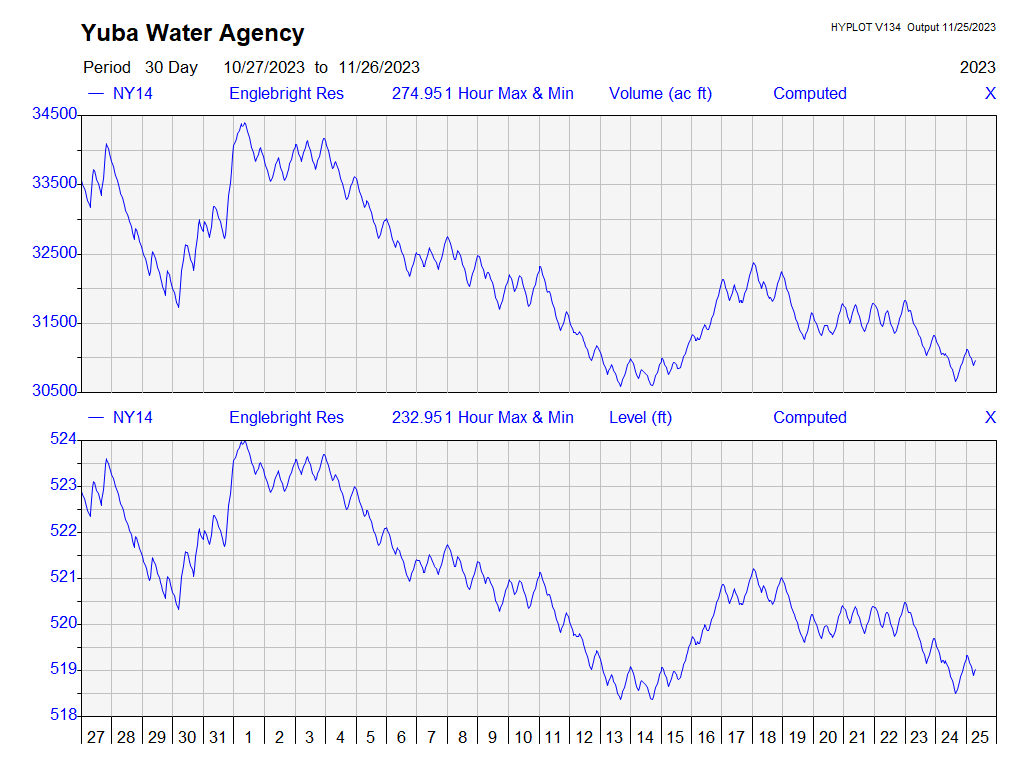 Yuba Water Agency
HYPLOT V134 Output 11/25/2023
Period 30 Day 10/27/2023 to 11/26/2023 2023
NY14 Englebright Res 274.951 Hour Max & Min Volume (ac ft) Computed X
34500
33500
32500
31500
30500
NY14 Englebright Res 232.951 Hour Max & Min Level (ft) Computed X
524
523
522
521
520
519
518
27 28 29 30 31 1 2 3 4 5 6 7 8 9 10 11 12 13 14 15 16 17 18 19 20 21 22 23 24 25